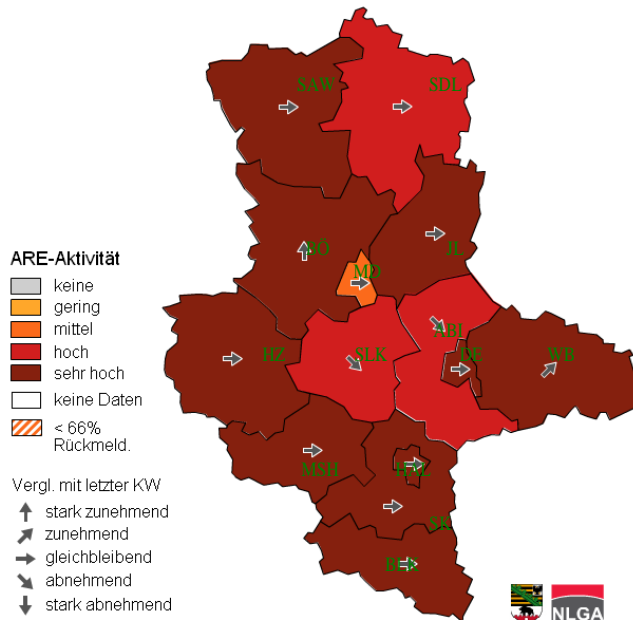 SAW
SDL
BÖ
JL
MD
ARE-Aktivität
keine
gering
mittel
hoch
sehr hoch
keine Daten
< 66%
Rückmeld.
ABI
HZ
SLK
DE
WB
MSH
HAL
SK
BLK
Vergl. mit letzter KW
stark zunehmend
zunehmend
gleichbleibend
abnehmend
stark abnehmend
NLGA